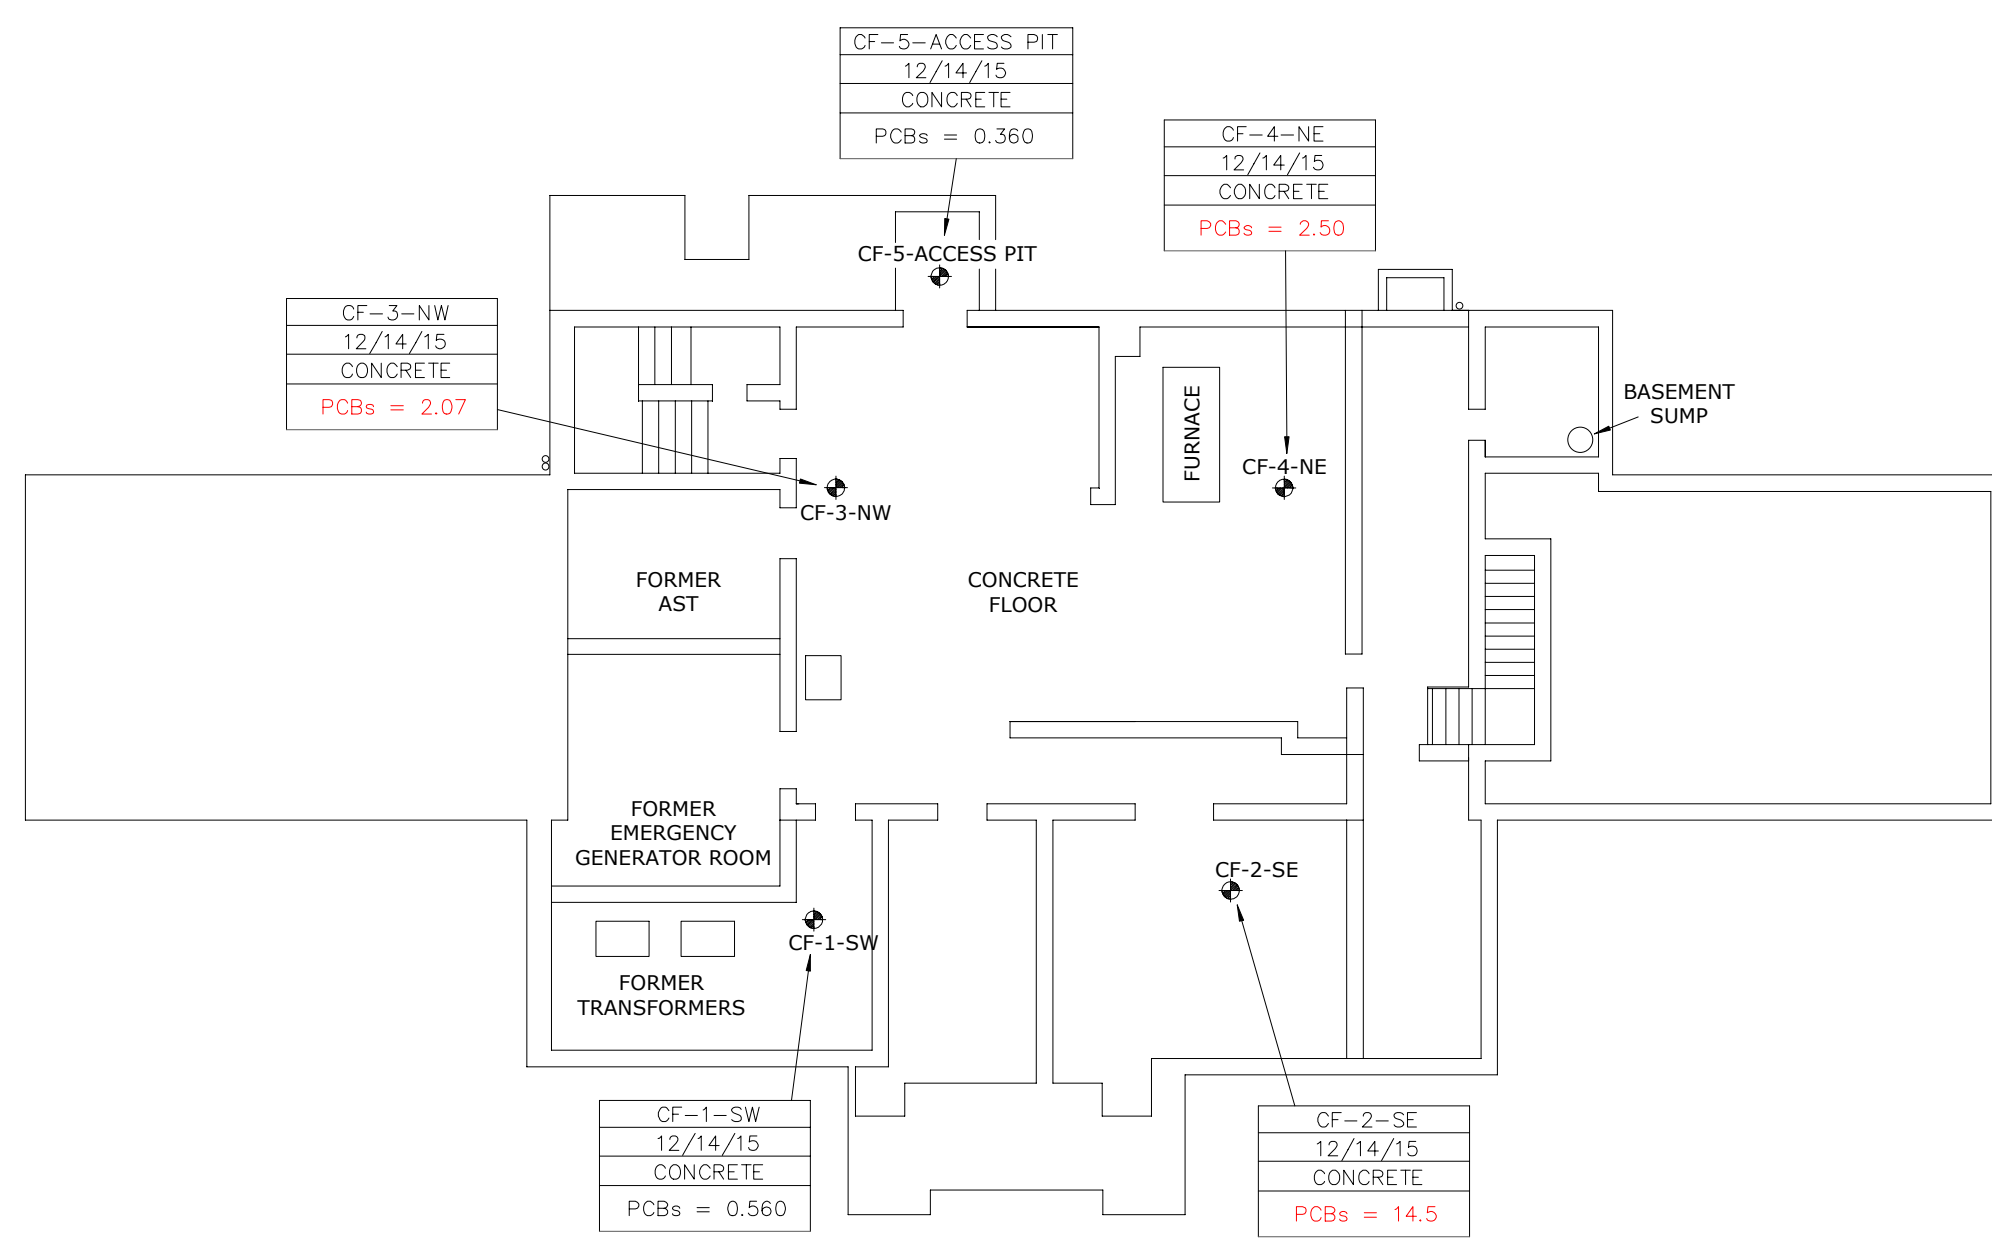 CF-5-ACCESS PIT
12/14/15
CONCRETE
PCBs = 0.360
CF-4-NE
12/14/15
CONCRETE
PCBs = 2.50
CF-5-ACCESS PIT
CF-3-NW
12/14/15
CONCRETE
PCBs = 2.07
FURNACE
BASEMENT
SUMP
CF-4-NE
CF-3-NW
FORMER
AST
CONCRETE
FLOOR
FORMER
EMERGENCY
GENERATOR ROOM
CF-2-SE
CF-1-SW
FORMER
TRANSFORMERS
CF-1-SW
12/14/15
CONCRETE
PCBs = 0.560
CF-2-SE
12/14/15
CONCRETE
PCBs = 14.5